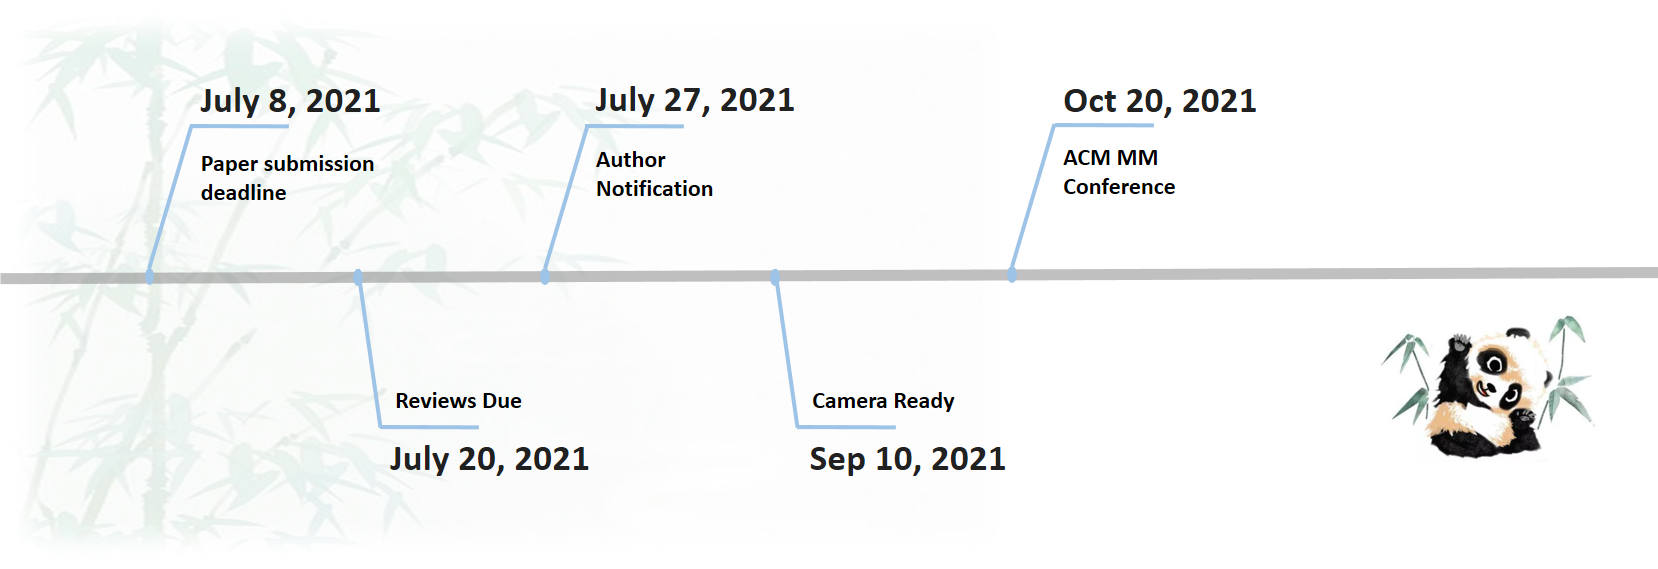 July 8, 2021
Paper submission
deadline
Reviews Due
July 20, 2021
July 27, 2021
Author
Notification
Camera Ready
Sep 10, 2021
Oct 20, 2021
ACM MM
Conference